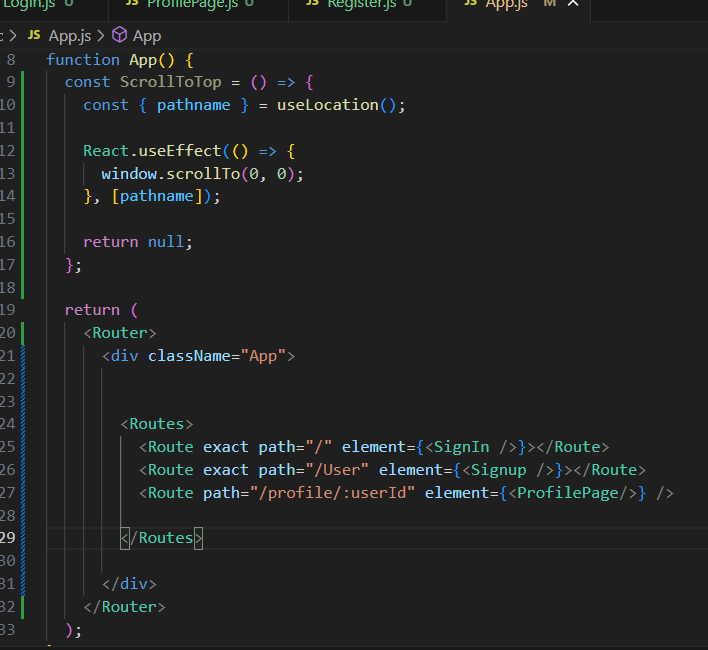 Login.js U ProfilePage.js U JS Register.js U JS App.js M
c > JS App.js > App
8 function App() {
9 const ScrollToTop = () => {
10 const { pathname } = useLocation();
11
12 React.useEffect(() => {
13 window.scrollTo(0, 0);
14 }, [pathname]);
15
16 return null;
17 };
18
19 return (
20 <Router>
21 <div className="App">
22
23
24 <Routes>
25 <Route exact path="/" element={<SignIn />}></Route>
26 <Route exact path="/User" element={<Signup />}></Route>
27 <Route path="/profile/:userId" element={<ProfilePage/>} />
28
29 </Routes>
30
31 </div>
32 </Router>
33 );